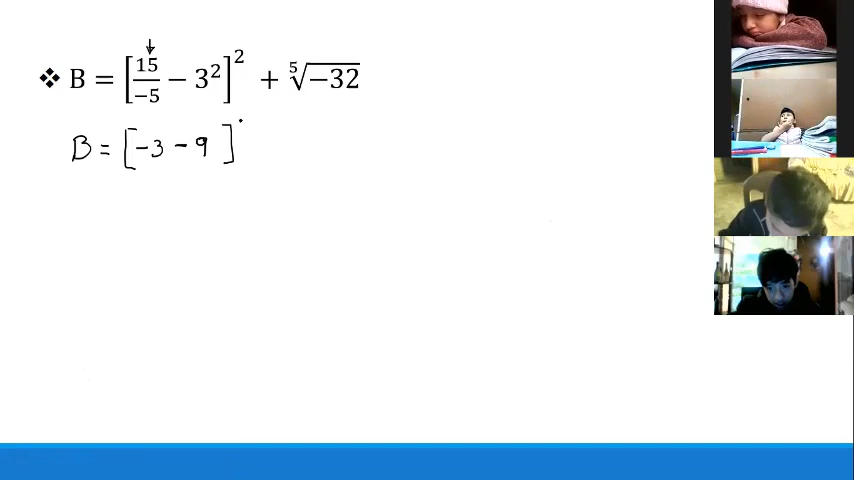 ❖ B = [15/−5 − 3²]² + ⁵√−32
B = [-3 - 9]